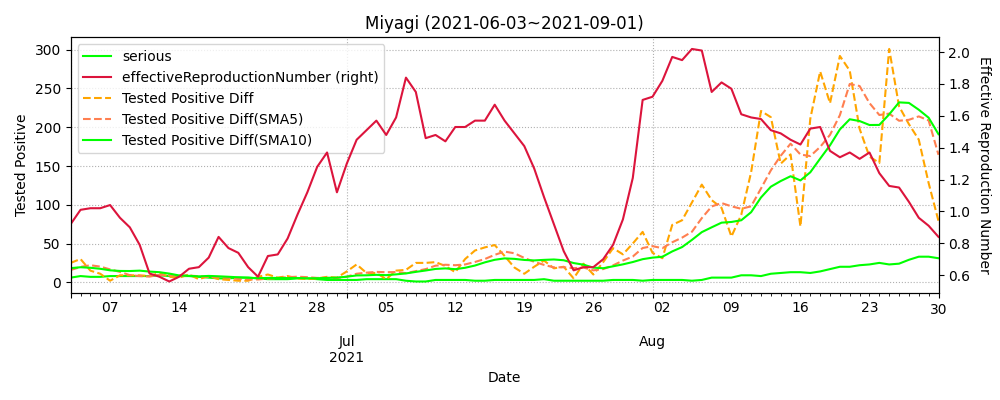 Miyagi (2021-06-03~2021-09-01)
serious
effectiveReproductionNumber (right)
Tested Positive Diff
Tested Positive Diff(SMA5)
Tested Positive Diff(SMA10)
Tested Positive
300
250
200
150
100
50
0
2.0
1.8
1.6
1.4
1.2
1.0
0.8
0.6
Effective Reproduction Number
07 14 21 28 05 12 19 26 02 09 16 23 30
Jul Aug
2021
Date